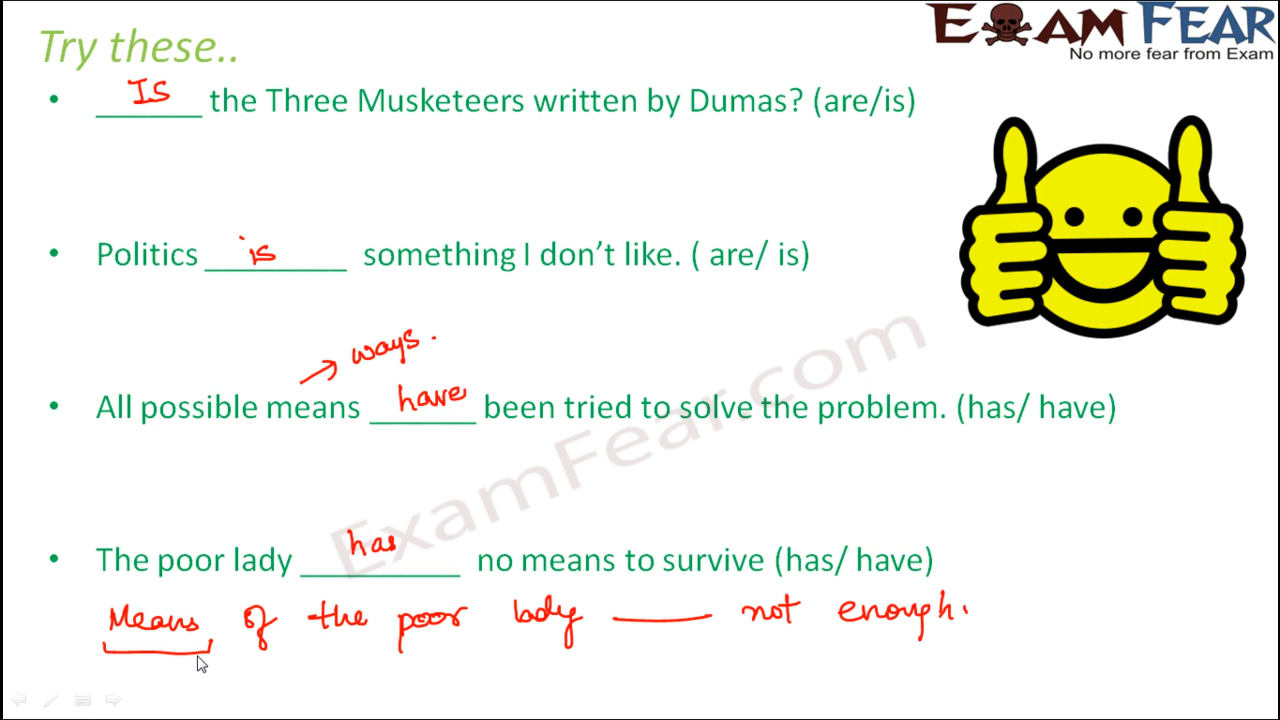 Try these..
EXAM FEAR
No more fear from Exam
• Is the Three Musketeers written by Dumas? (are/is)
• Politics is something I don't like. ( are/ is)
→ ways.
• All possible means have been tried to solve the problem. (has/ have)
ExamFear.com
• The poor lady has no means to survive (has/ have)
Means of the poor lady ____ not enough.